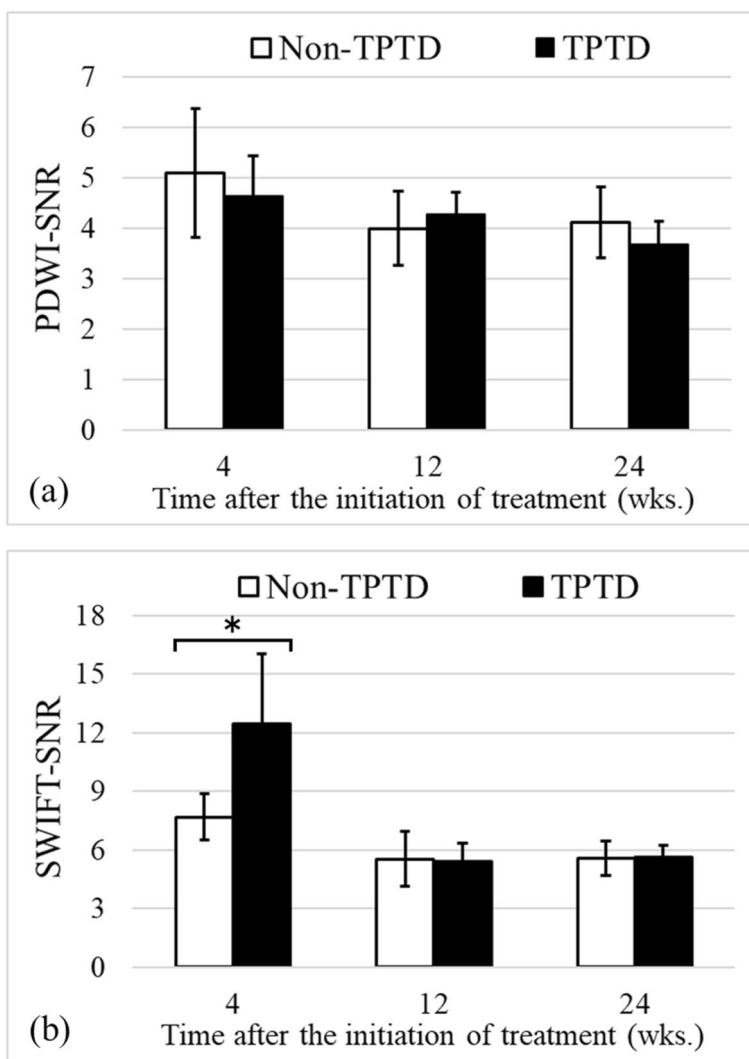 Non-TPTD TPTD
7
6
5
4
3
2
1
0
PDWI-SNR
4 12 24
Time after the initiation of treatment (wks.)
(a)
Non-TPTD TPTD
18
15
12
9
6
3
0
*
SWIFT-SNR
4 12 24
Time after the initiation of treatment (wks.)
(b)